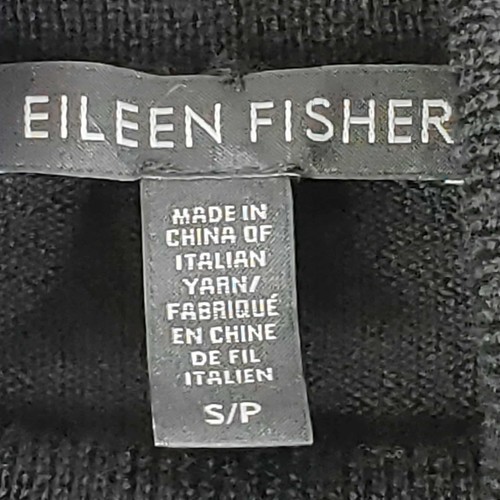 EILEEN FISHER
MADE IN
CHINA OF
ITALIAN
YARN/
FABRIQUÉ
EN CHINE
DE FIL
ITALIEN
S/P